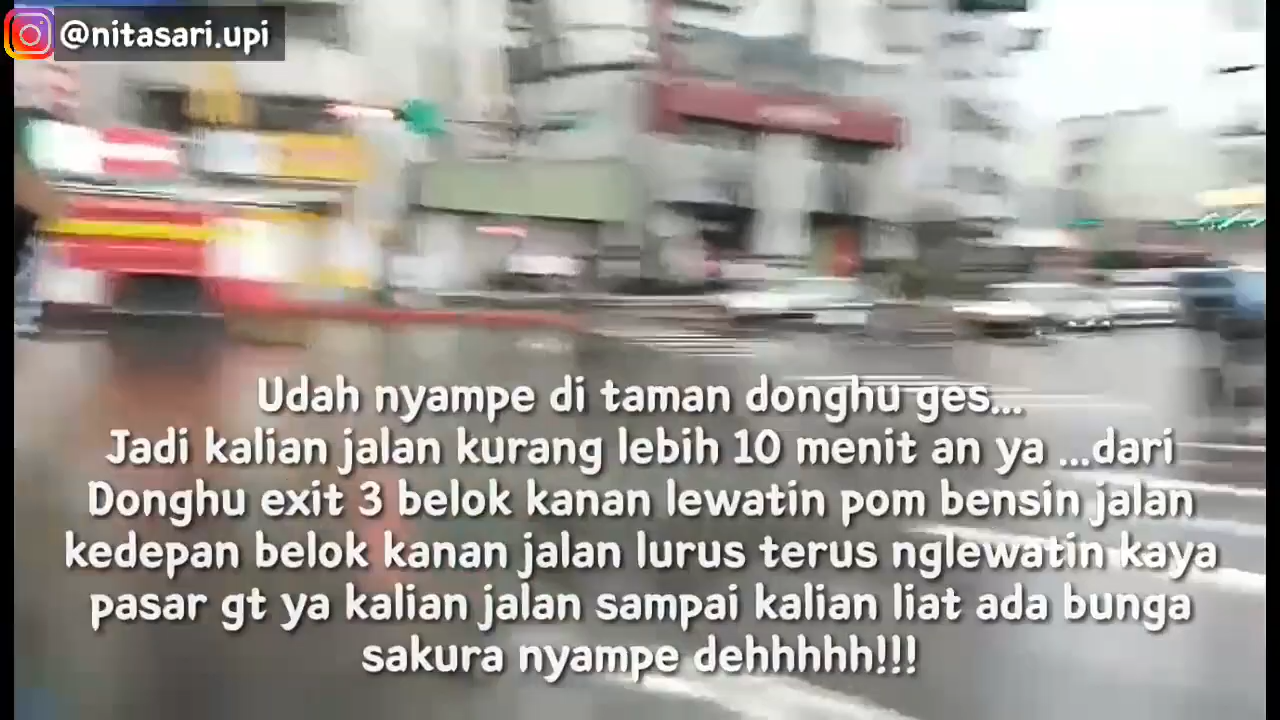 @nitasari.upi
Udah nyampe di taman donghu ges...
Jadi kalian jalan kurang lebih 10 menit an ya ...dari
Donghu exit 3 belok kanan lewatin pom bensin jalan
kedepan belok kanan jalan lurus terus nglewatin kaya
pasar gt ya kalian jalan sampai kalian liat ada bunga
sakura nyampe dehhhhh!!!